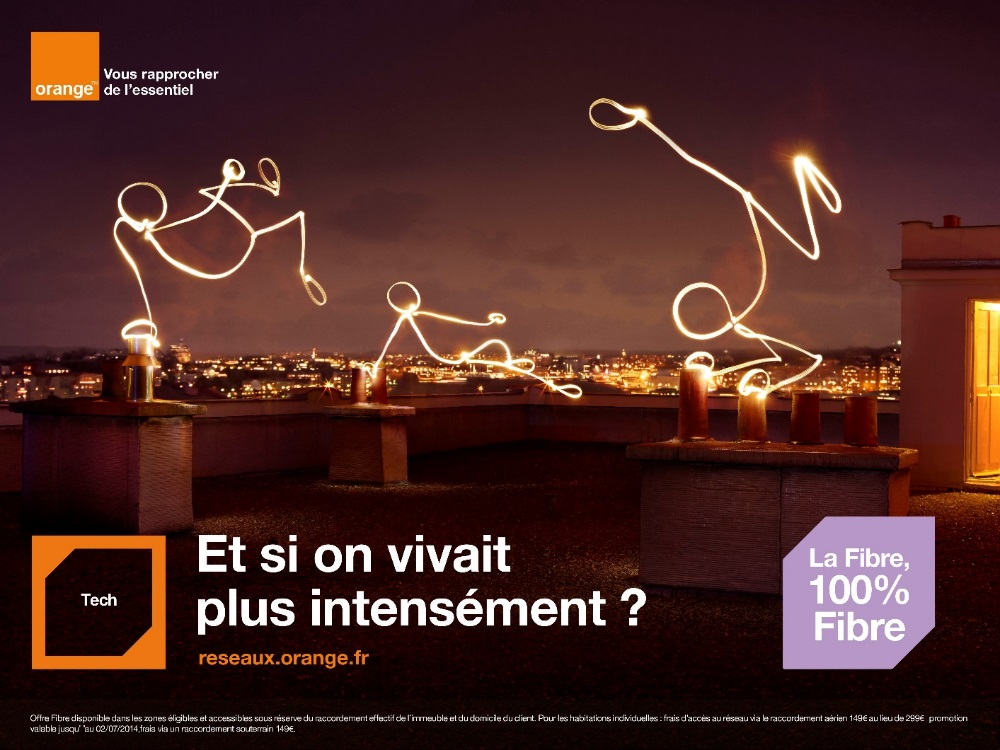 orange™
Vous rapprocher
de l'essentiel
Tech
Et si on vivait
plus intensément ?
reseaux.orange.fr
La Fibre,
100%
Fibre
Offre Fibre disponible dans les zones éligibles et accessibles sous réserve du raccordement effectif de l'immeuble et du domicile du client. Pour les habitations individuelles : frais d'accès au réseau via le raccordement aérien 149€ au lieu de 299€ promotion
valable jusqu' 'au 02/07/2014,frais via un raccordement souterrain 149€.